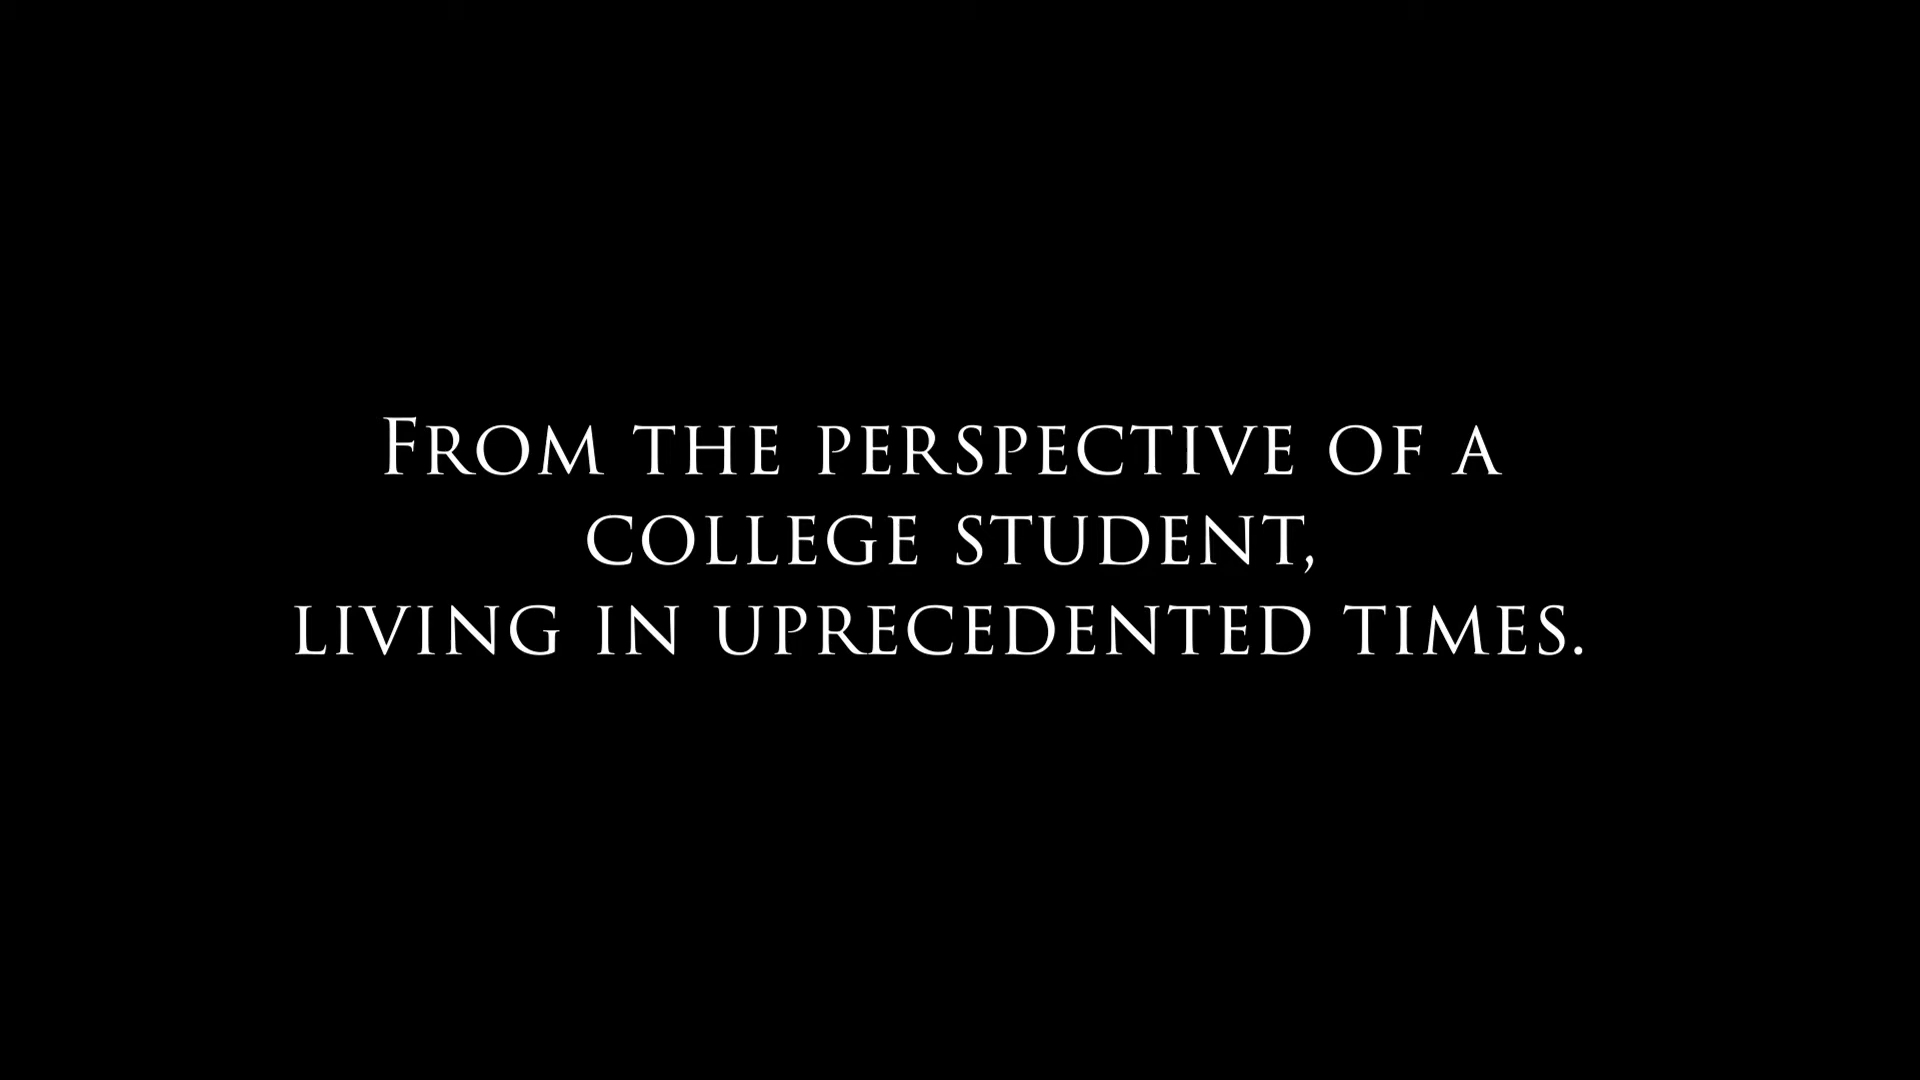 From the perspective of a
college student,
living in uprecedented times.